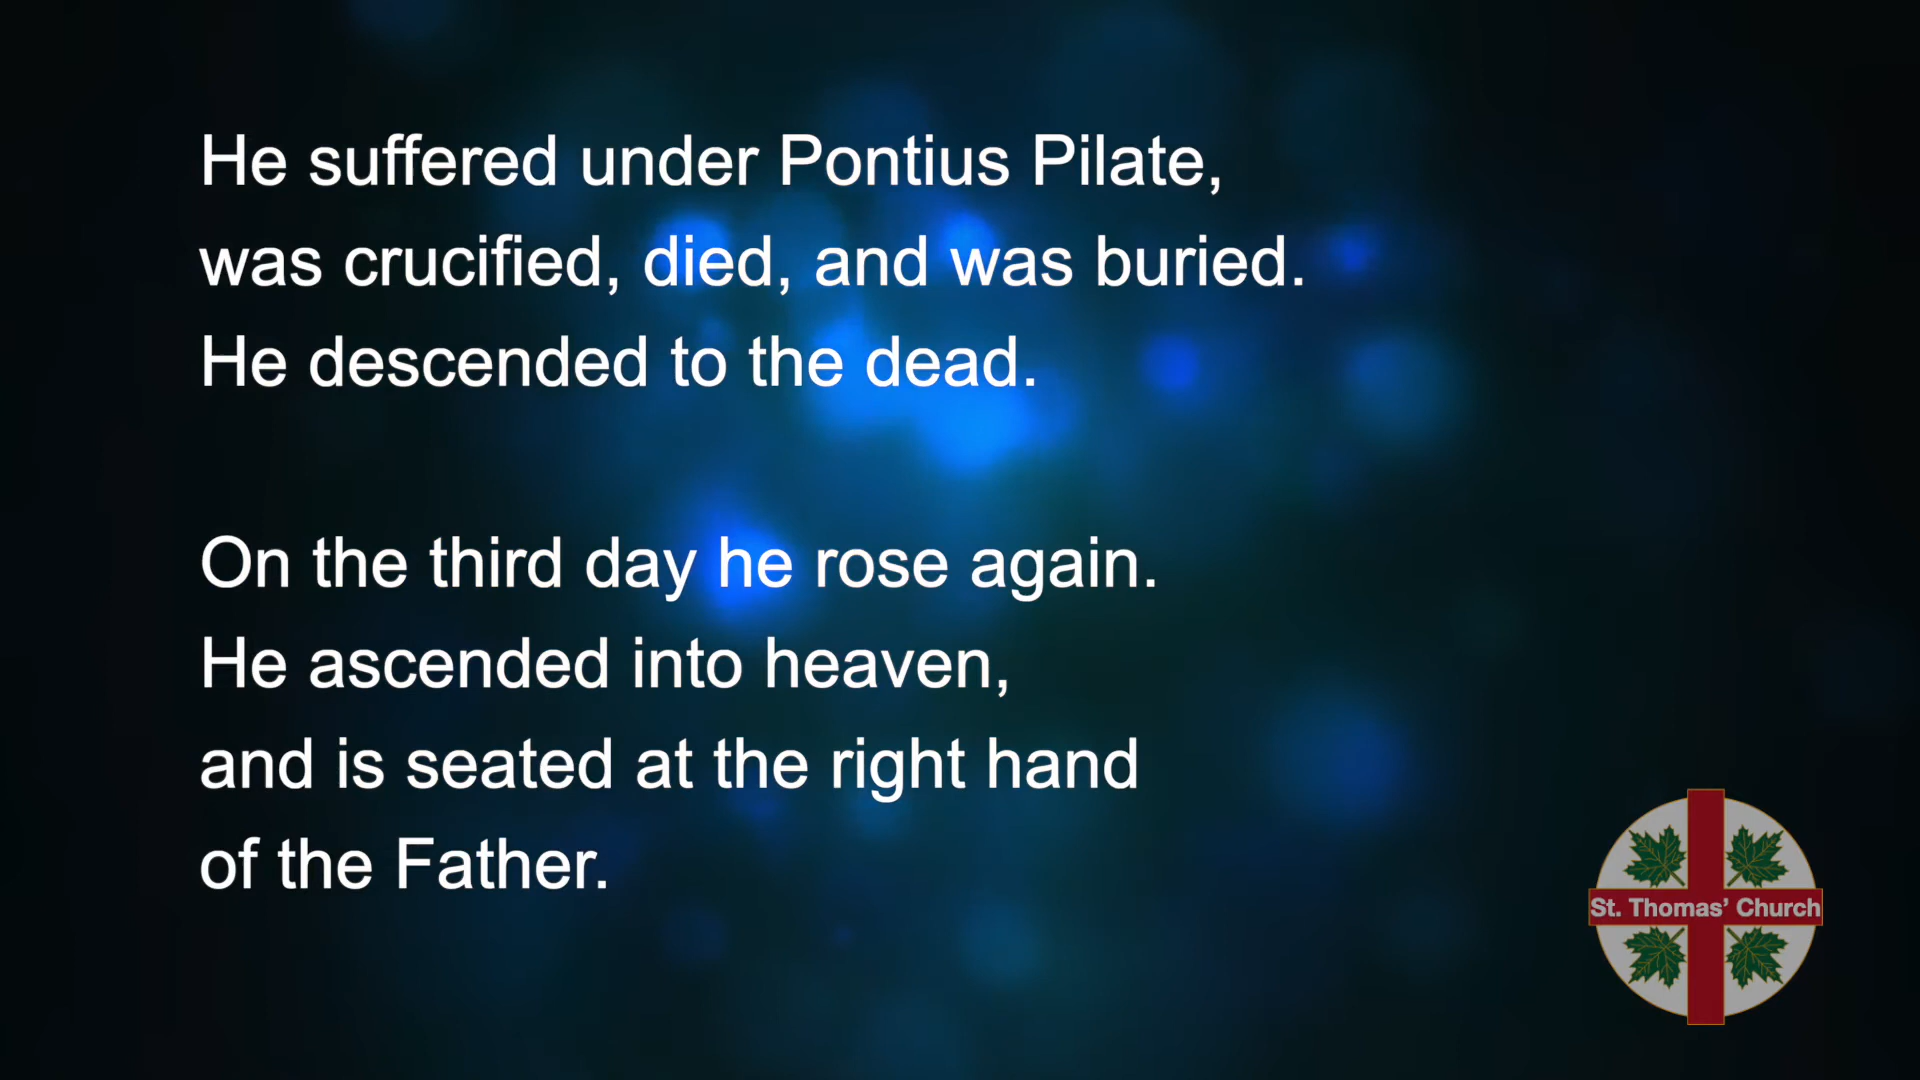 He suffered under Pontius Pilate,
was crucified, died, and was buried.
He descended to the dead.
On the third day he rose again.
He ascended into heaven,
and is seated at the right hand
of the Father.
St. Thomas’ Church